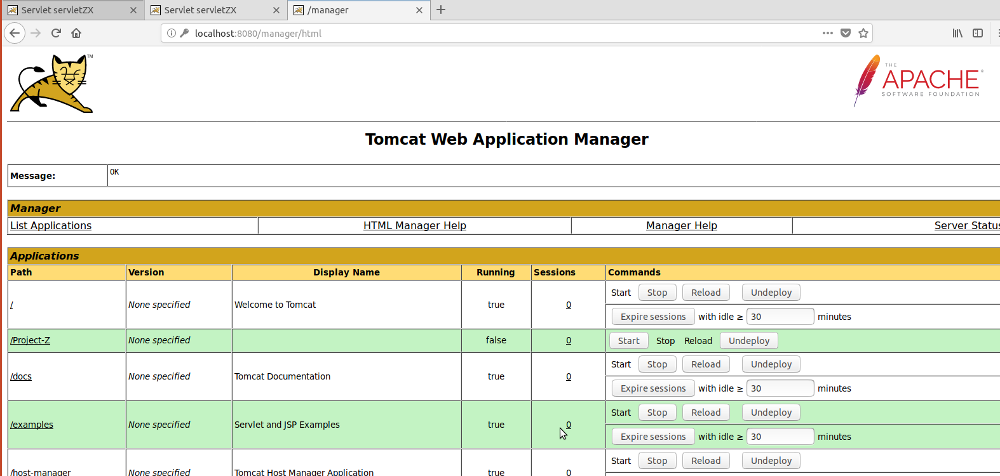 Servlet servletZX
Servlet servletZX
/manager
localhost:8080/manager/html
TM
THE
APACHE®
SOFTWARE FOUNDATION
Tomcat Web Application Manager
Message: OK
Manager
List Applications HTML Manager Help Manager Help Server Status
Applications
Path Version Display Name Running Sessions Commands
/ None specified Welcome to Tomcat true 0 Start Stop Reload Undeploy
Expire sessions with idle ≥ 30 minutes
/Project-Z None specified false 0 Start Stop Reload Undeploy
/docs None specified Tomcat Documentation true 0 Start Stop Reload Undeploy
Expire sessions with idle ≥ 30 minutes
/examples None specified Servlet and JSP Examples true 0 Start Stop Reload Undeploy
Expire sessions with idle ≥ 30 minutes
/host-manager None specified Tomcat Host Manager Application true 0 Start Stop Reload Undeploy